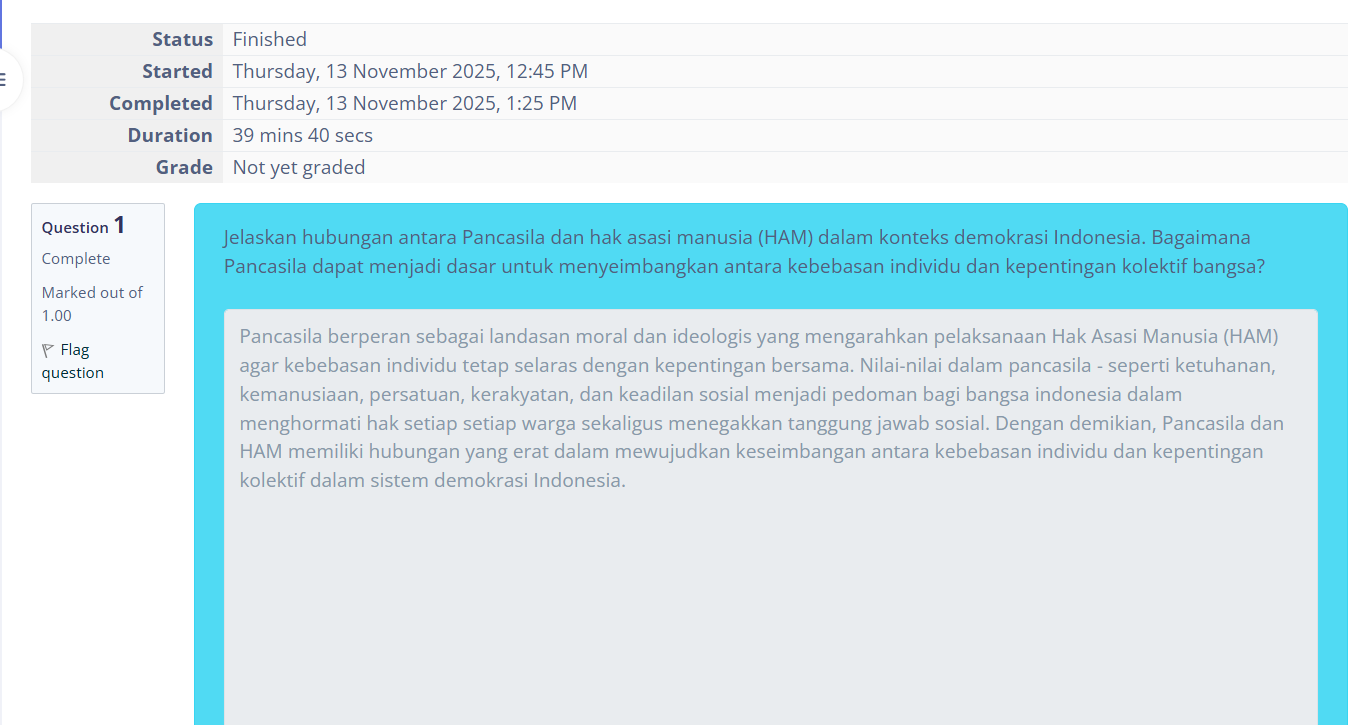 Status Finished
Started Thursday, 13 November 2025, 12:45 PM
Completed Thursday, 13 November 2025, 1:25 PM
Duration 39 mins 40 secs
Grade Not yet graded
Question 1
Complete
Marked out of
1.00
Flag
question
Jelaskan hubungan antara Pancasila dan hak asasi manusia (HAM) dalam konteks demokrasi Indonesia. Bagaimana
Pancasila dapat menjadi dasar untuk menyeimbangkan antara kebebasan individu dan kepentingan kolektif bangsa?
Pancasila berperan sebagai landasan moral dan ideologis yang mengarahkan pelaksanaan Hak Asasi Manusia (HAM)
agar kebebasan individu tetap selaras dengan kepentingan bersama. Nilai-nilai dalam pancasila - seperti ketuhanan,
kemanusiaan, persatuan, kerakyatan, dan keadilan sosial menjadi pedoman bagi bangsa indonesia dalam
menghormati hak setiap setiap warga sekaligus menegakkan tanggung jawab sosial. Dengan demikian, Pancasila dan
HAM memiliki hubungan yang erat dalam mewujudkan keseimbangan antara kebebasan individu dan kepentingan
kolektif dalam sistem demokrasi Indonesia.